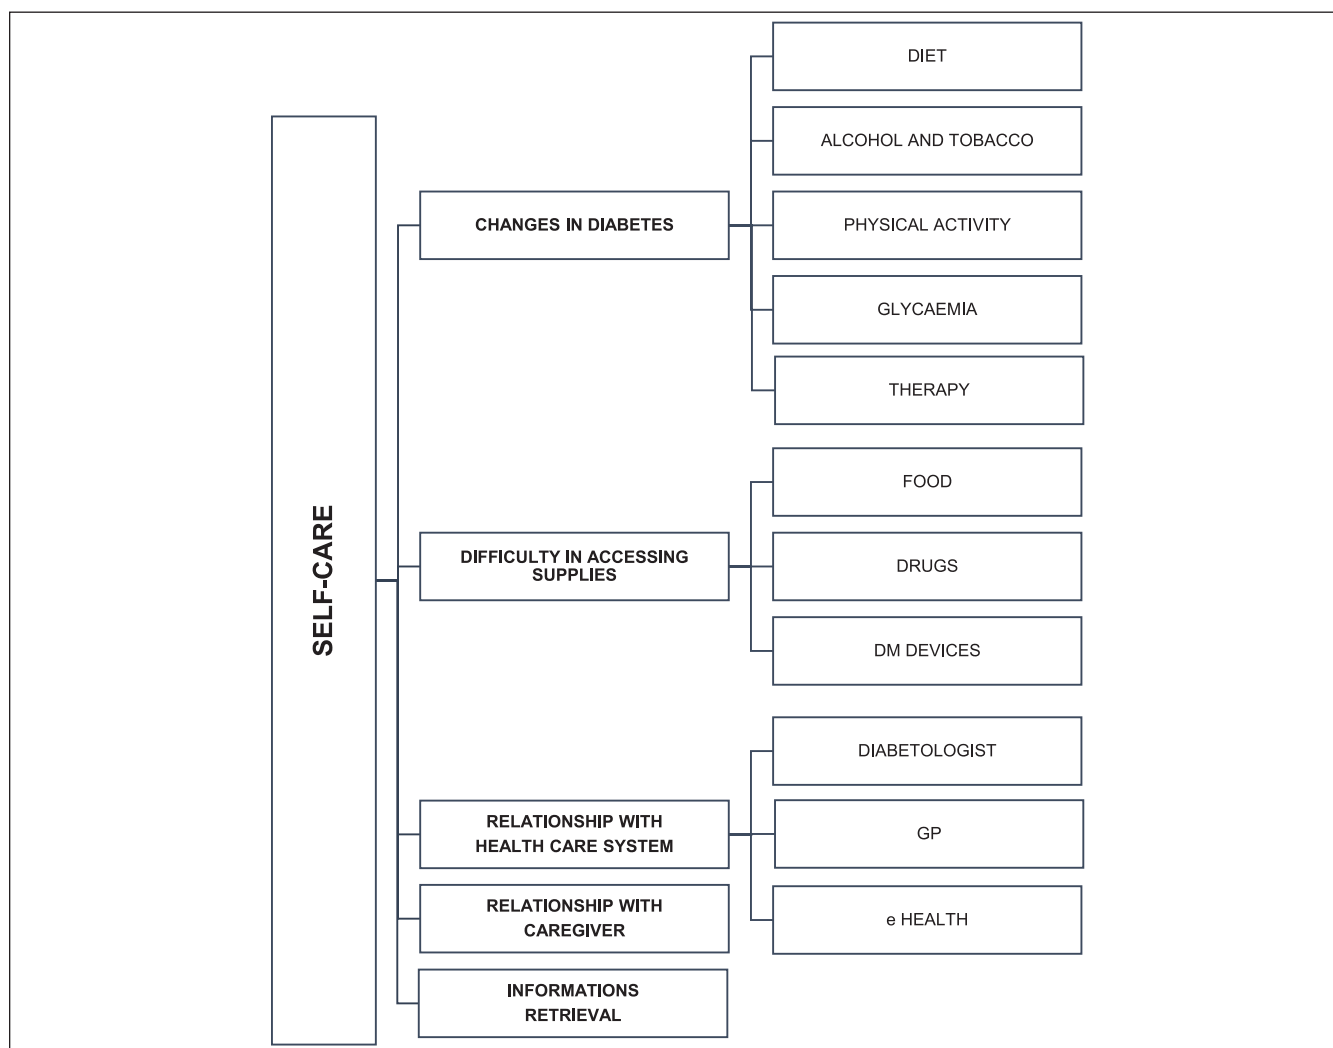 SELF-CARE
CHANGES IN DIABETES
DIET
ALCOHOL AND TOBACCO
PHYSICAL ACTIVITY
GLYCAEMIA
THERAPY
DIFFICULTY IN ACCESSING
SUPPLIES
FOOD
DRUGS
DM DEVICES
RELATIONSHIP WITH
HEALTH CARE SYSTEM
DIABETOLOGIST
GP
e HEALTH
RELATIONSHIP WITH
CAREGIVER
INFORMATIONS
RETRIEVAL